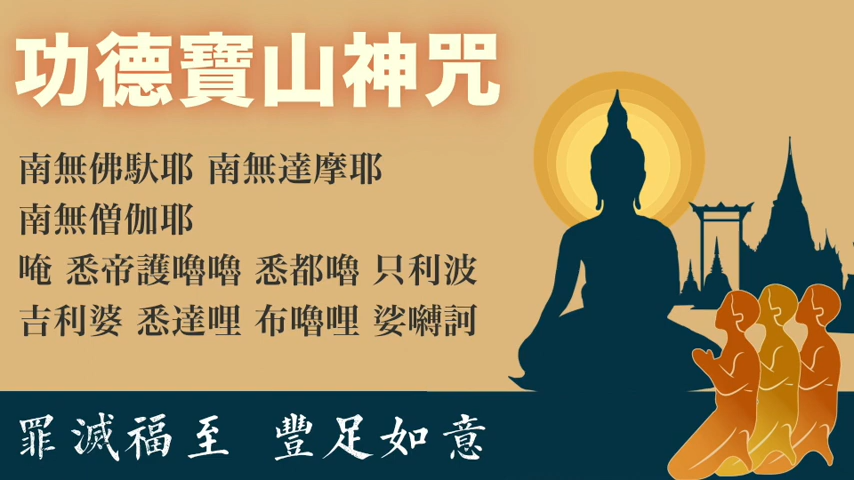 功德寶山神咒
南無佛馱耶 南無達摩耶
南無僧伽耶
唵 悉帝護嚕嚕 悉都嚕 只利波
吉利婆 悉達哩 布嚕哩 娑嚩訶
罪滅福至 豐足如意